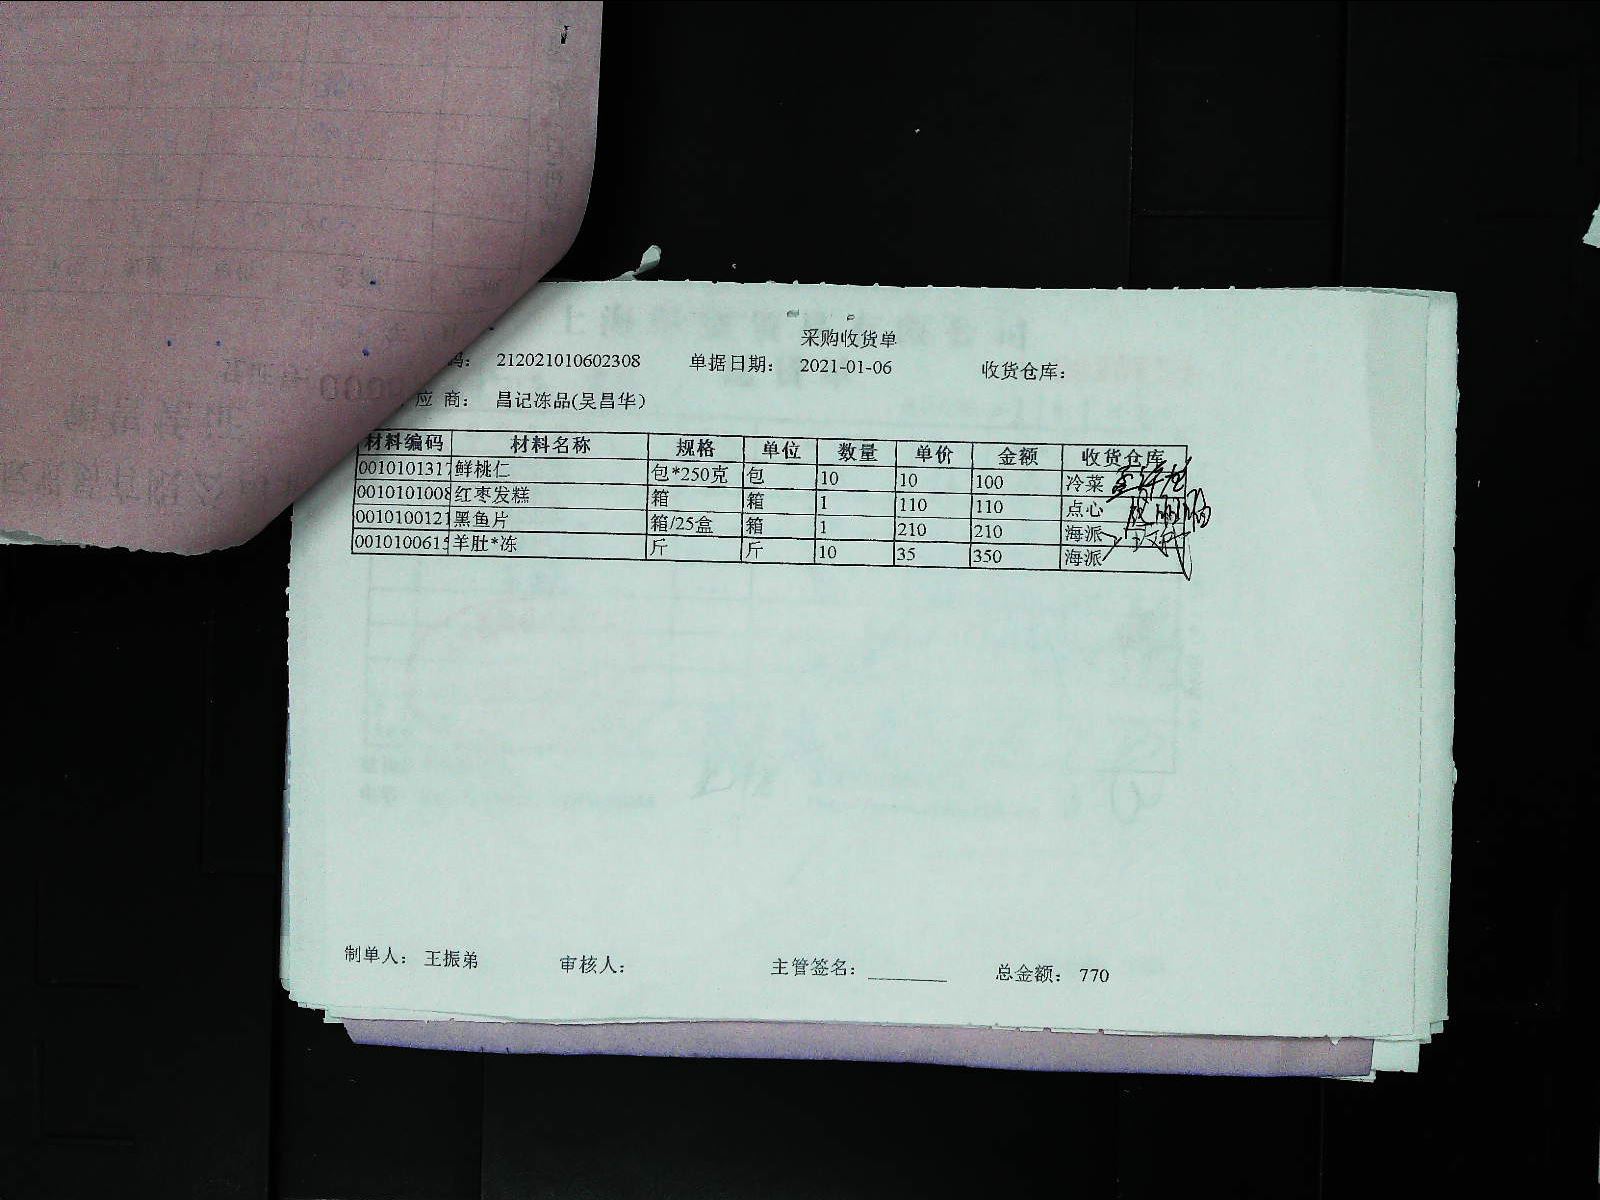 采购收货单
码： 212021010602308 单据日期： 2021-01-06 收货仓库：
应 商： 昌记冻品(吴昌华)
材料编码 材料名称 规格 单位 数量 单价 金额 收货仓库
0010101317 鲜桃仁 包*250克 包 10 10 100 冷菜
0010101008 红枣发糕 箱 箱 1 110 110 点心
0010100121 黑鱼片 箱/25盒 箱 1 210 210 海派
001010061 羊肚*冻 斤 斤 10 35 350 海派
制单人： 王振弟 审核人： 主管签名： 总金额： 770